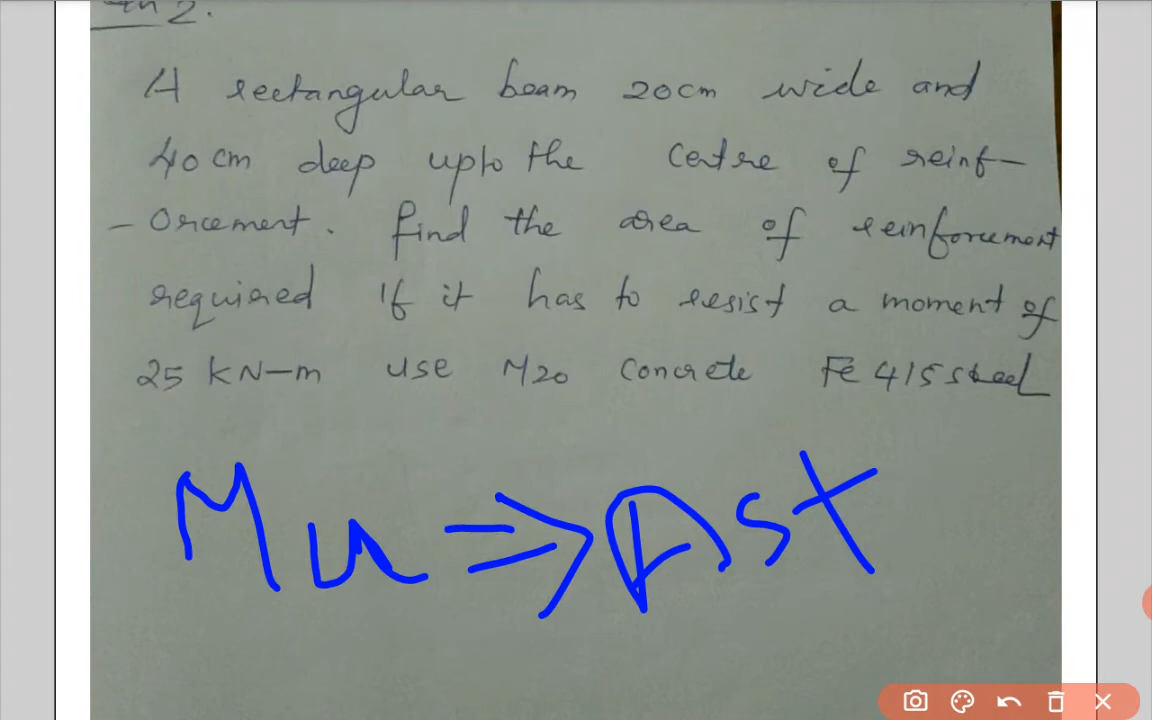 2.
A rectangular beam 20cm wide and
40 cm deep upto the Centre of reinf-
- Orcement. find the area of reinforcement
required If it has to resist a moment of
25 KN-m use M20 Concrete Fe 415 steel
Mu ⇒ Ast